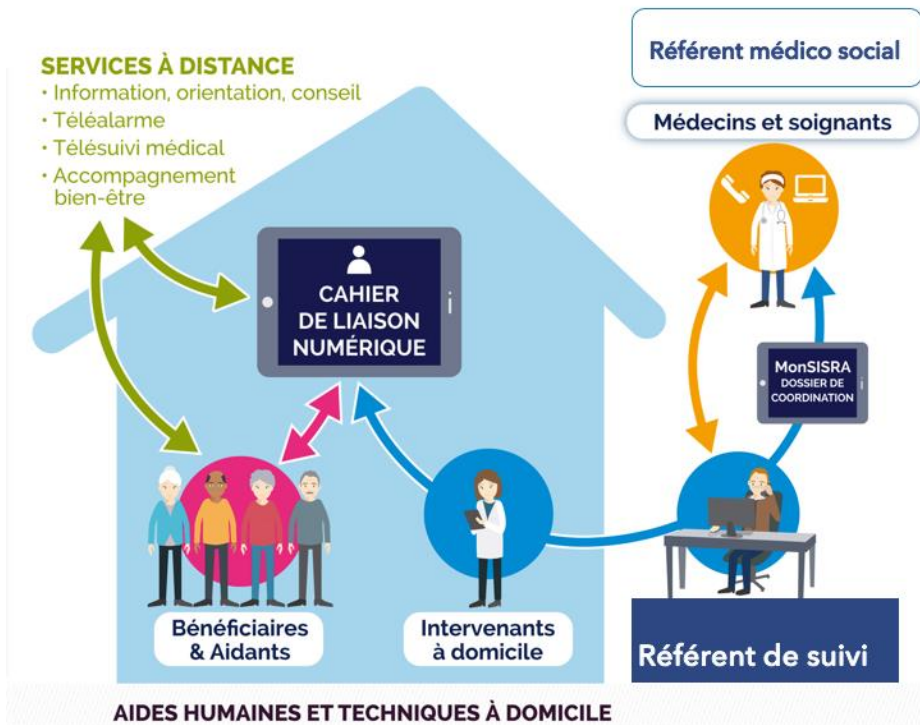 SERVICES À DISTANCE
• Information, orientation, conseil
• Téléalarme
• Télésuivi médical
• Accompagnement
bien-être
Référent médico social
Médecins et soignants
CAHIER
DE LIAISON
NUMÉRIQUE
MonSISRA
DOSSIER DE
COORDINATION
Bénéficiaires
& Aidants
Intervenants
à domicile
Référent de suivi
AIDES HUMAINES ET TECHNIQUES À DOMICILE